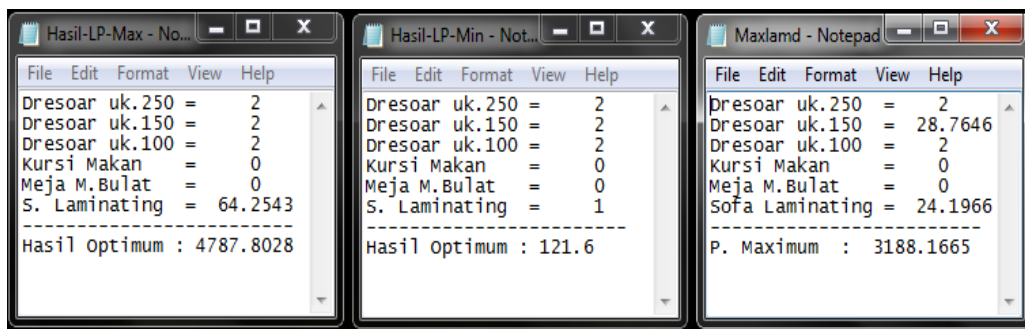 Hasil-LP-Max - No...
File Edit Format View Help
Dresoar uk.250 = 2
Dresoar uk.150 = 2
Dresoar uk.100 = 2
Kursi Makan = 0
Meja M.Bulat = 0
S. Laminating = 64.2543
--------------------------
Hasil Optimum : 4787.8028
Hasil-LP-Min - Not...
File Edit Format View Help
Dresoar uk.250 = 2
Dresoar uk.150 = 2
Dresoar uk.100 = 2
Kursi Makan = 0
Meja M.Bulat = 0
S. Laminating = 1
-------------------------
Hasil Optimum : 121.6
Maxlamd - Notepad
File Edit Format View Help
Dresoar uk.250 = 2
Dresoar uk.150 = 28.7646
Dresoar uk.100 = 2
Kursi Makan = 0
Meja M.Bulat = 0
Sofa Laminating = 24.1966
--------------------------
P. Maximum : 3188.1665